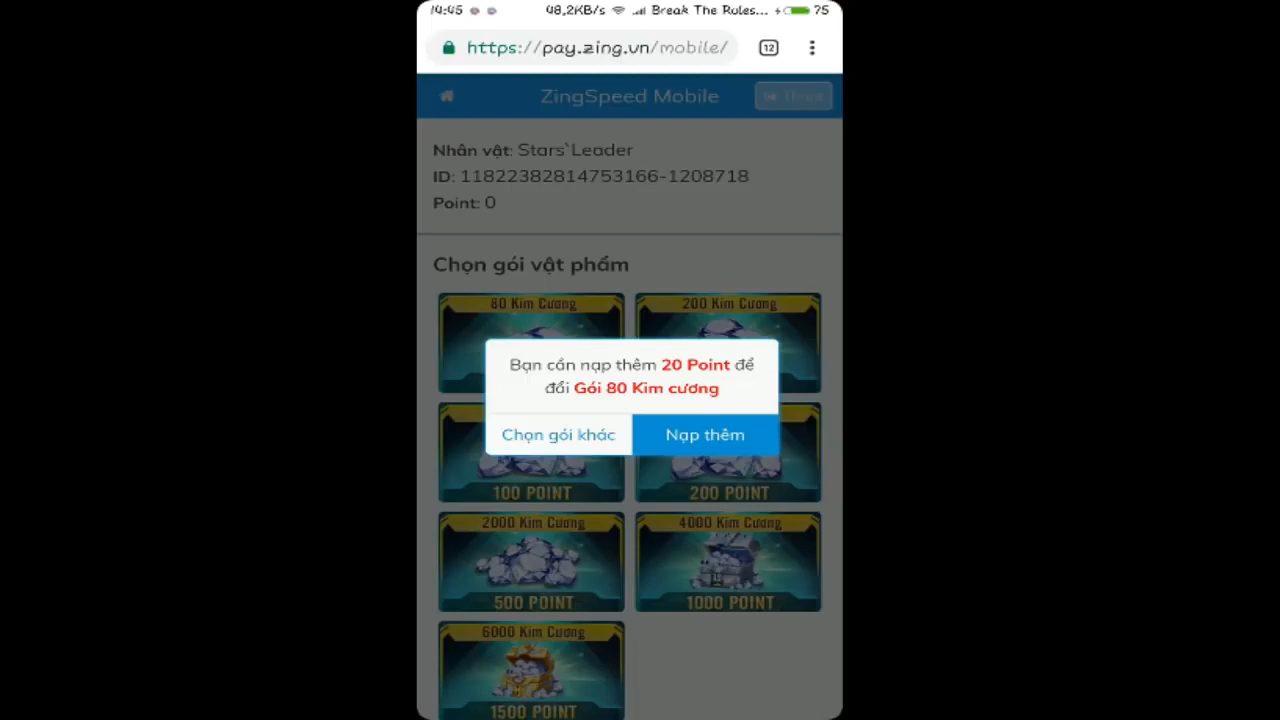 14:45 48,2KB/s Break The Rules... 75
https://pay.zing.vn/mobile/ 12
ZingSpeed Mobile
Nhân vật: Stars`Leader
ID: 11822382814753166-1208718
Point: 0
Chọn gói vật phẩm
80 Kim Cương 200 Kim Cương
Bạn cần nạp thêm 20 Point để
đổi Gói 80 Kim cương
Chọn gói khác Nạp thêm
100 POINT 200 POINT
2000 Kim Cương 4000 Kim Cương
500 POINT 1000 POINT
6000 Kim Cương
1500 POINT